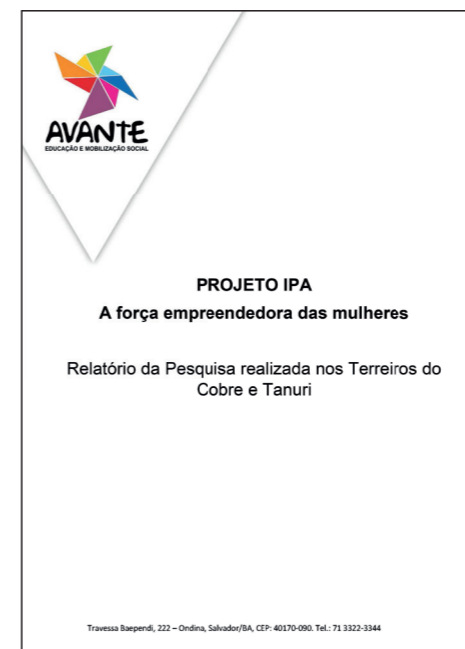 AVANTE
EDUCAÇÃO E MOBILIZAÇÃO SOCIAL
PROJETO IPA
A força empreendedora das mulheres
Relatório da Pesquisa realizada nos Terreiros do
Cobre e Tanuri
Travessa Baependi, 222 – Ondina, Salvador/BA, CEP: 40170-090. Tel.: 71 3322-3344